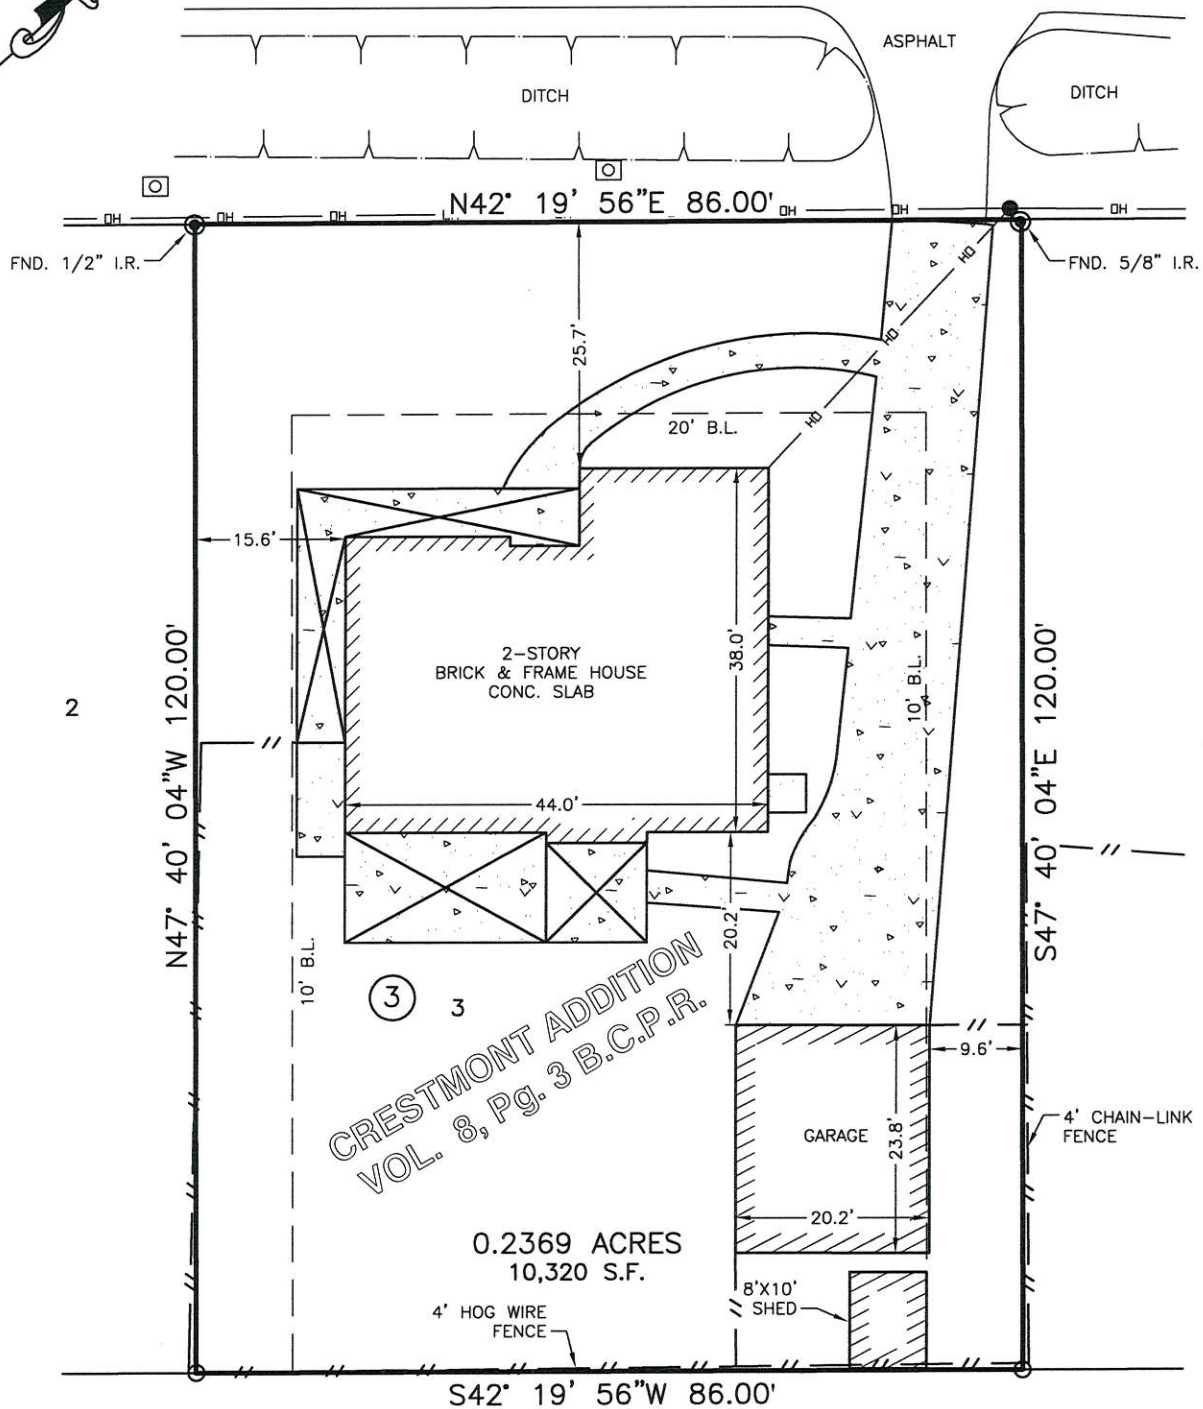 ASPHALT
DITCH
DITCH
N42° 19' 56"E 86.00'
OH
OH
OH
OH
OH
OH
FND. 1/2" I.R.
FND. 5/8" I.R.
OH
OH
OH
25.7'
20' B.L.
15.6'
2-STORY
BRICK & FRAME HOUSE
CONC. SLAB
38.0'
10' B.L.
N47° 40' 04"W 120.00'
S47° 40' 04"E 120.00'
2
44.0'
20.2'
10' B.L.
3
3
CRESTMONT ADDITION
VOL. 8, Pg. 3 B.C.P.R.
9.6'
GARAGE
23.8'
20.2'
4' CHAIN-LINK
FENCE
0.2369 ACRES
10,320 S.F.
8'X10'
SHED
4' HOG WIRE
FENCE
S42° 19' 56"W 86.00'